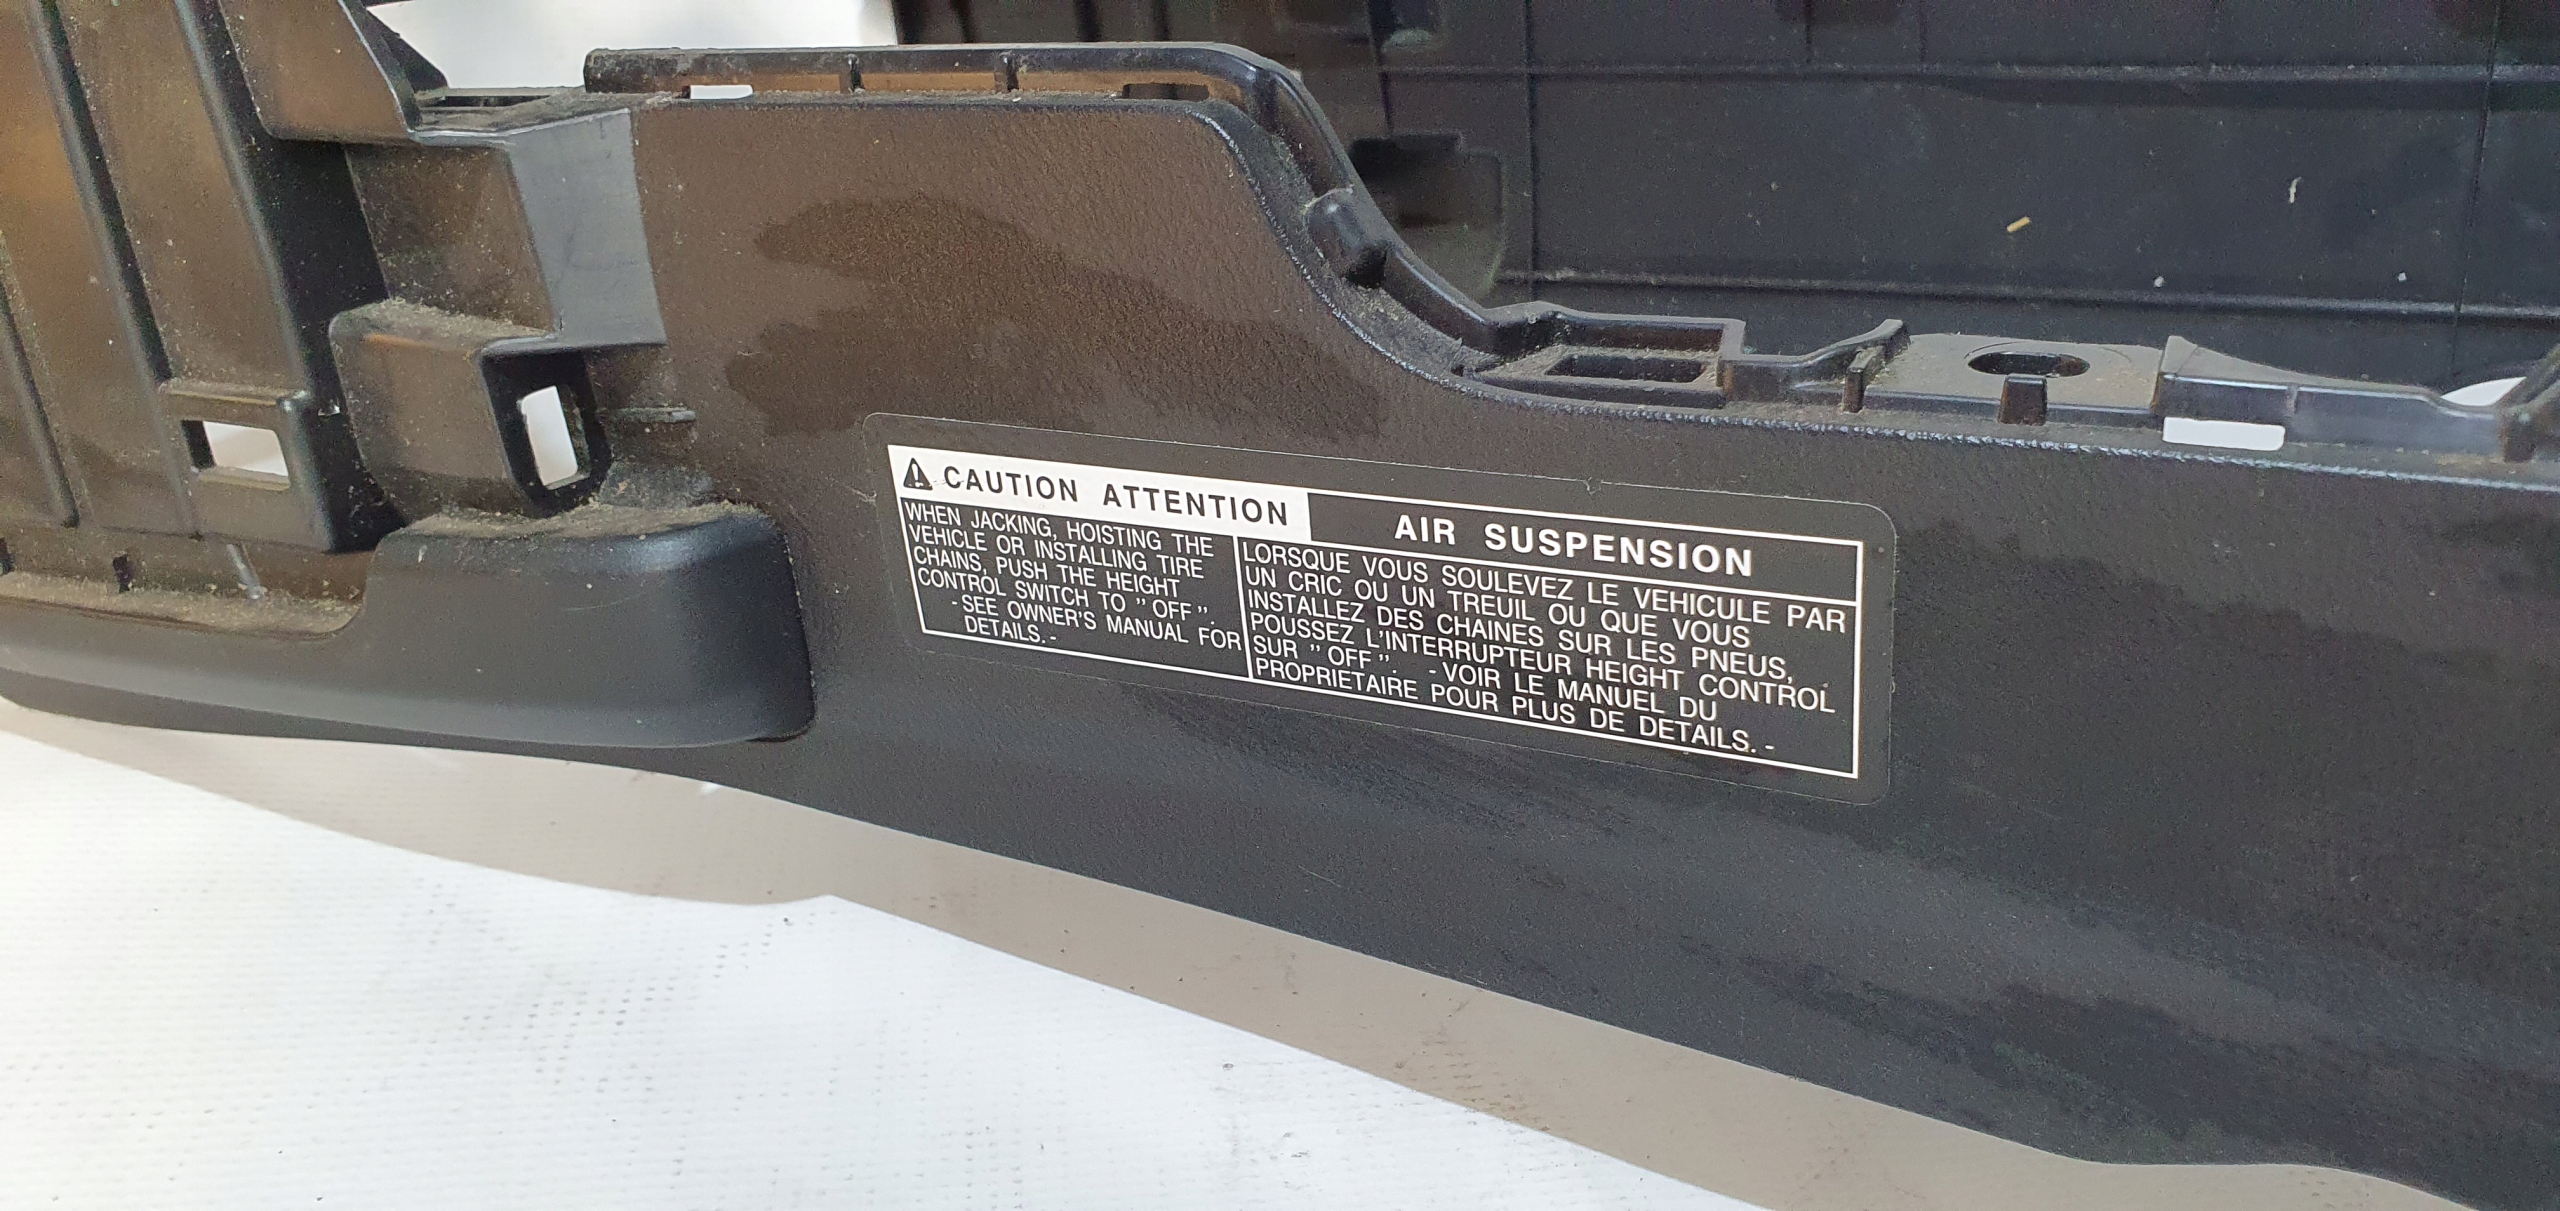 CAUTION ATTENTION
AIR SUSPENSION
WHEN JACKING, HOISTING THE
VEHICLE OR INSTALLING TIRE
CHAINS, PUSH THE HEIGHT
CONTROL SWITCH TO "OFF".
-SEE OWNER'S MANUAL FOR
DETAILS.-
LORSQUE VOUS SOULEVEZ LE VEHICULE PAR
UN CRIC OU UN TREUIL OU QUE VOUS
INSTALLEZ DES CHAINES SUR LES PNEUS,
POUSSEZ L'INTERRUPTEUR HEIGHT CONTROL
SUR "OFF". -VOIR LE MANUEL DU
PROPRIETAIRE POUR PLUS DE DETAILS.-